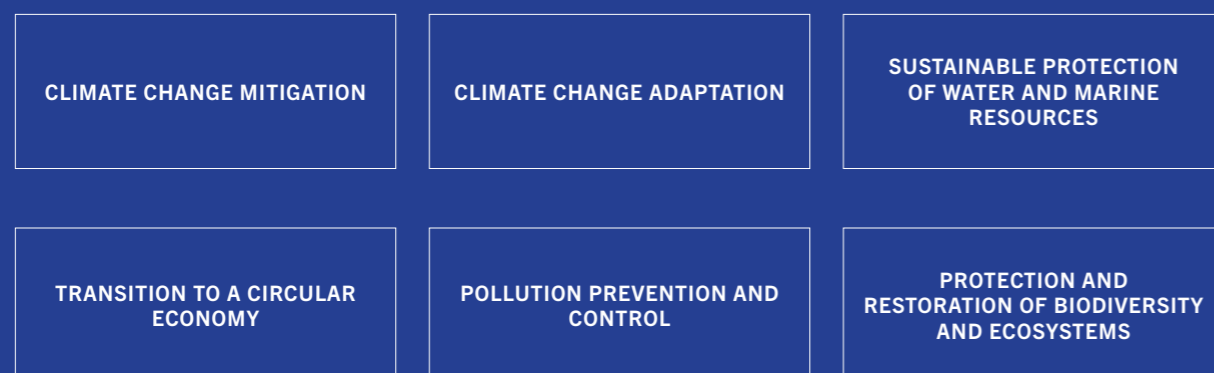 CLIMATE CHANGE MITIGATION
CLIMATE CHANGE ADAPTATION
SUSTAINABLE PROTECTION
OF WATER AND MARINE
RESOURCES
TRANSITION TO A CIRCULAR
ECONOMY
POLLUTION PREVENTION AND
CONTROL
PROTECTION AND
RESTORATION OF BIODIVERSITY
AND ECOSYSTEMS